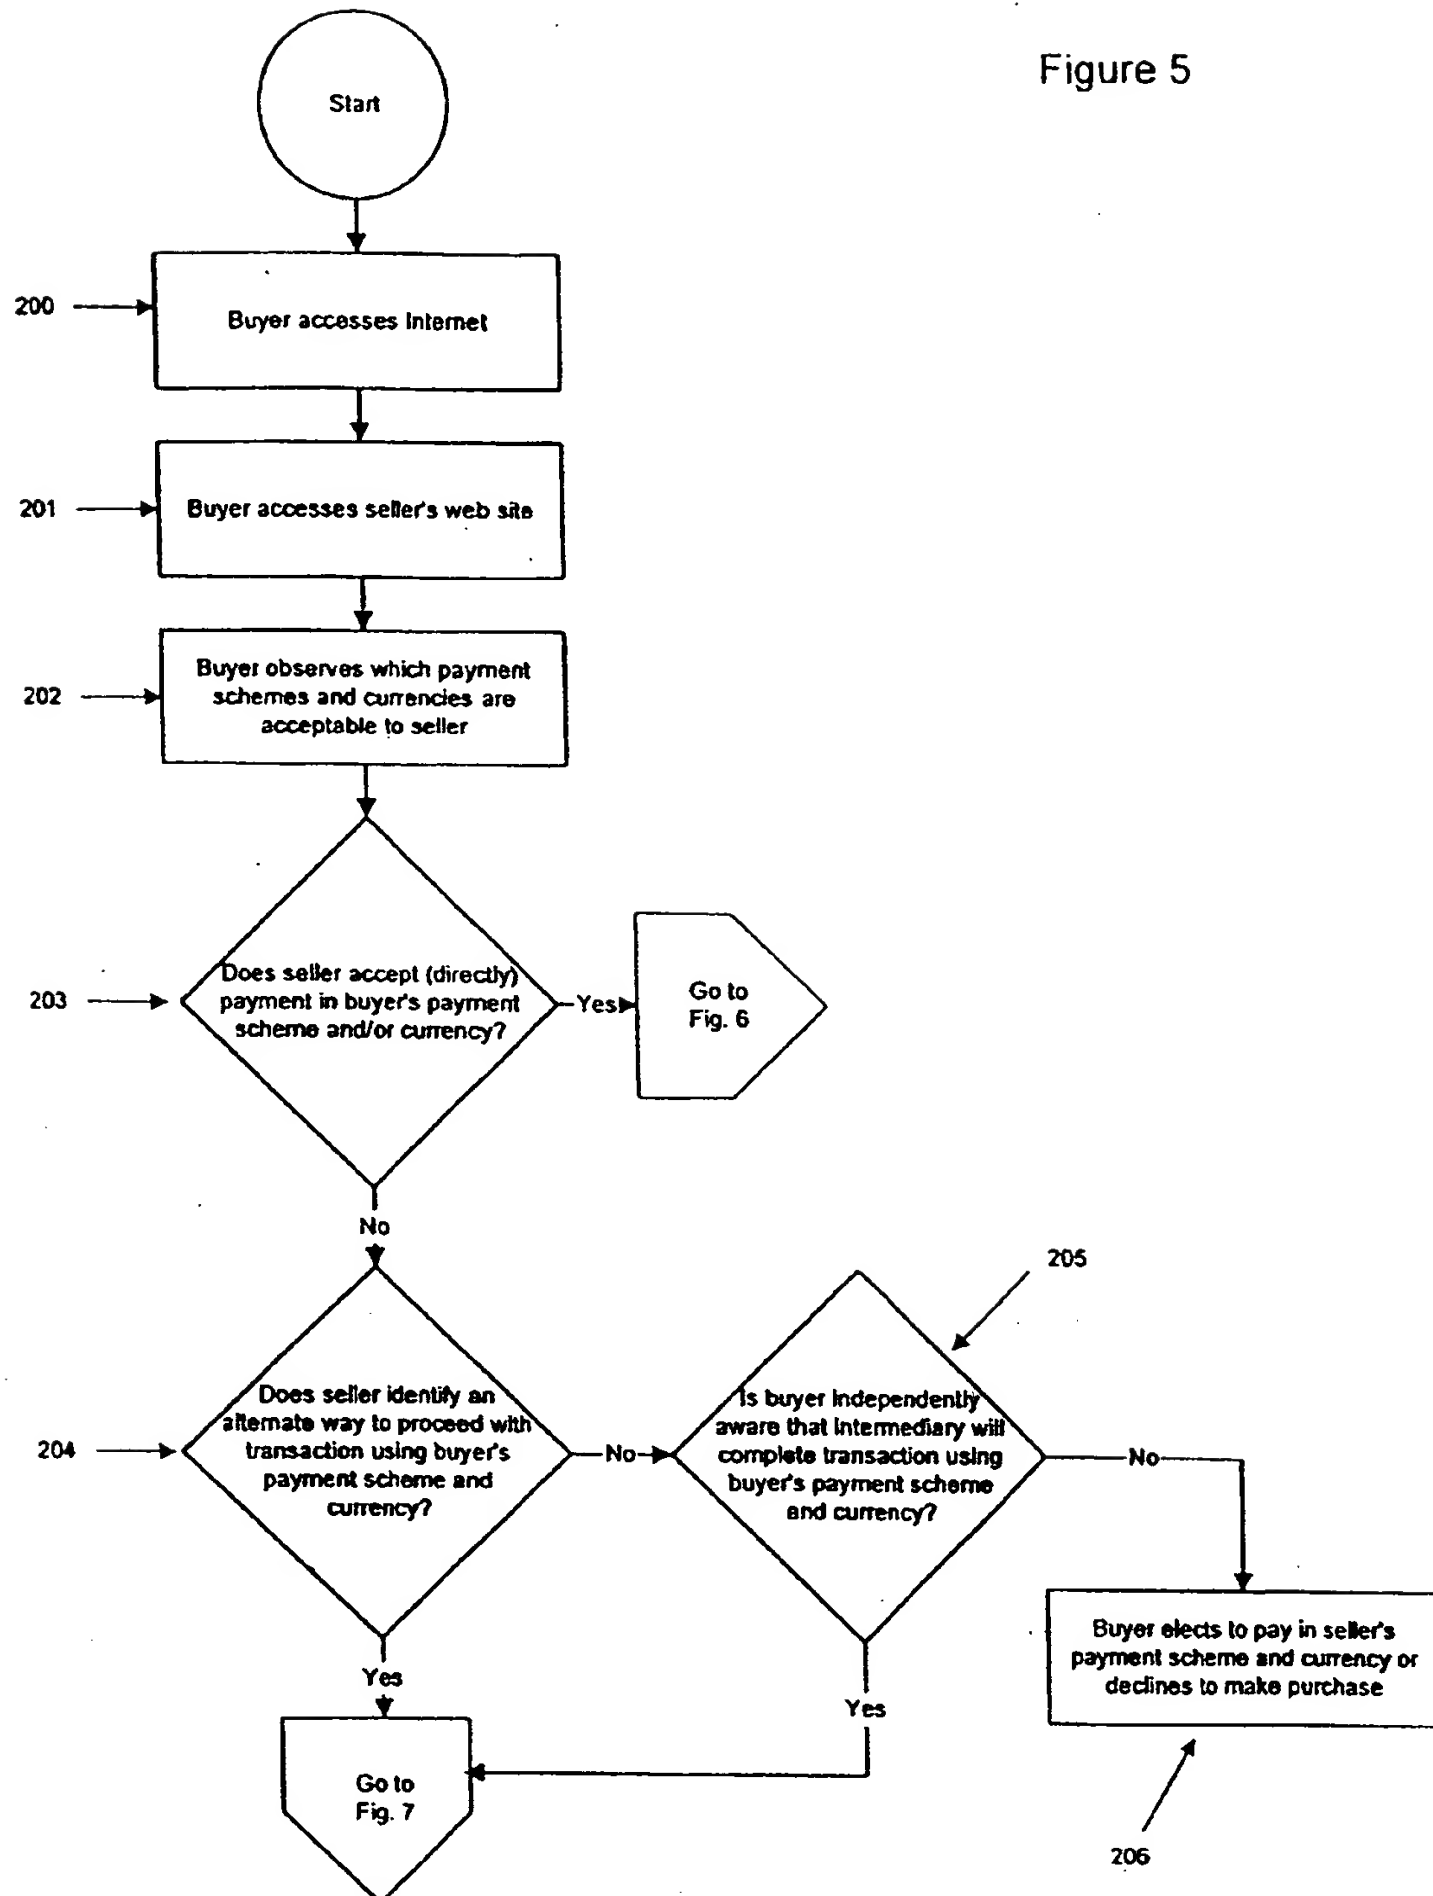 Figure 5
Start
200
Buyer accesses Internet
201
Buyer accesses seller's web site
202
Buyer observes which payment
schemes and currencies are
acceptable to seller
203
Does seller accept (directly)
payment in buyer's payment
scheme and/or currency?
Yes
Go to
Fig. 6
No
205
204
Does seller identify an
alternate way to proceed with
transaction using buyer's
payment scheme and
currency?
No
Is buyer independently
aware that intermediary will
complete transaction using
buyer's payment scheme
and currency?
No
Buyer elects to pay in seller's
payment scheme and currency or
declines to make purchase
Yes
Yes
Go to
Fig. 7
206